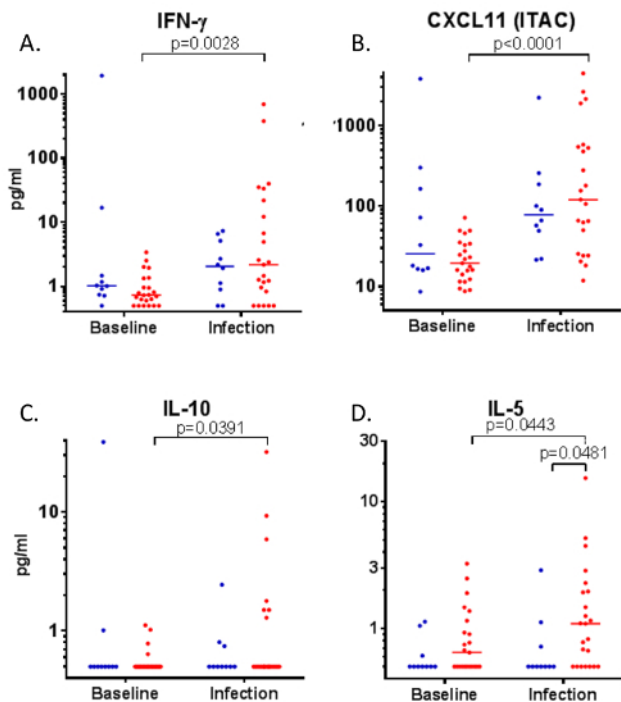 A.
IFN-γ
p=0.0028
1000
100
10
1
pg/ml
Baseline
Infection
B.
CXCL11 (ITAC)
p<0.0001
1000
100
10
Baseline
Infection
C.
IL-10
p=0.0391
10
1
pg/ml
Baseline
Infection
D.
IL-5
p=0.0443
p=0.0481
30
10
3
1
Baseline
Infection